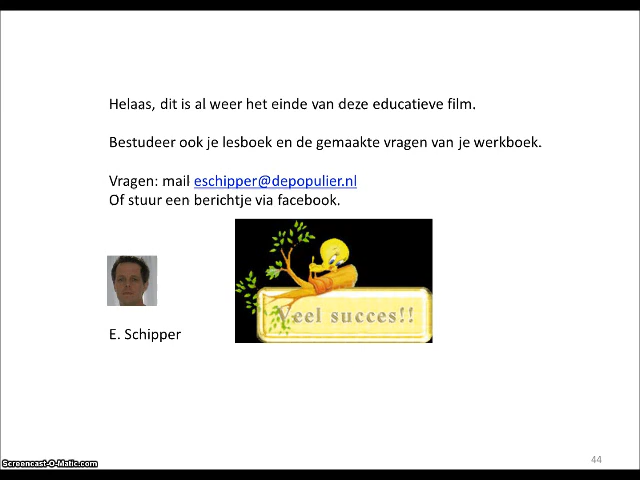 Helaas, dit is al weer het einde van deze educatieve film.
Bestudeer ook je lesboek en de gemaakte vragen van je werkboek.
Vragen: mail eschipper@depopulier.nl
Of stuur een berichtje via facebook.
Veel succes!!
E. Schipper
44
Screencast-O-Matic.com